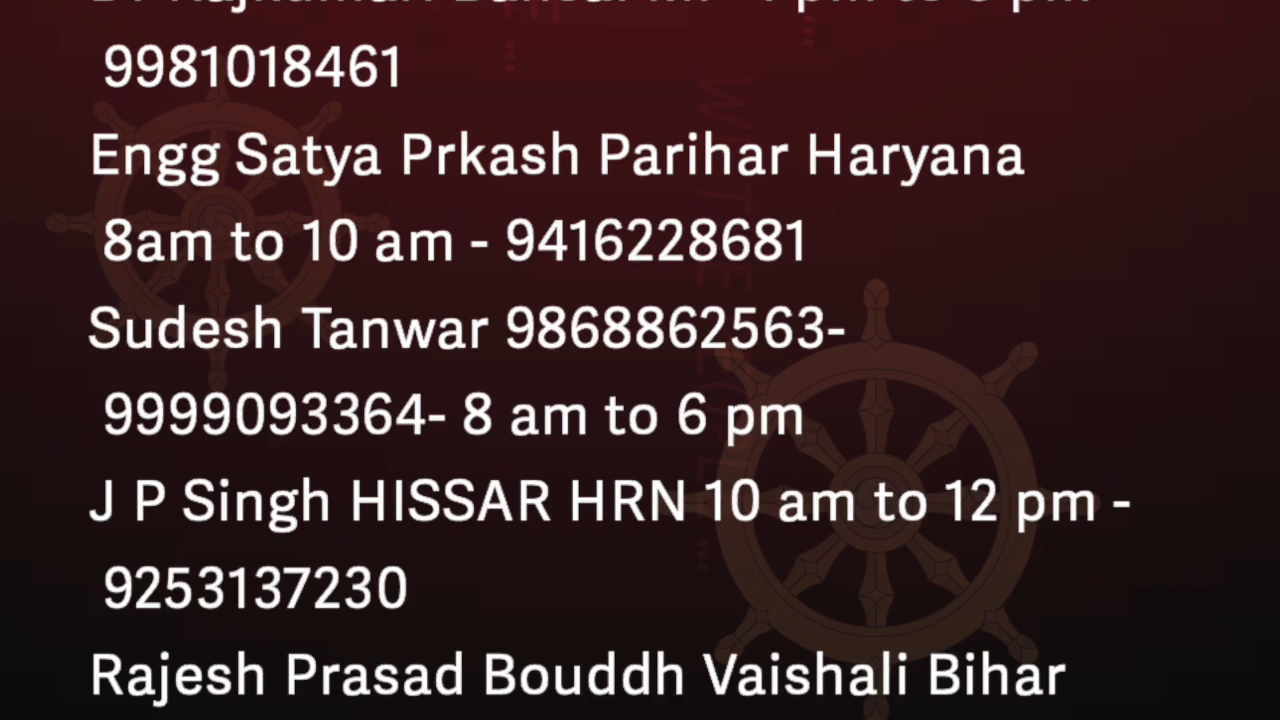 9981018461
Engg Satya Prkash Parihar Haryana
8am to 10 am - 9416228681
Sudesh Tanwar 9868862563-
9999093364- 8 am to 6 pm
J P Singh HISSAR HRN 10 am to 12 pm -
9253137230
Rajesh Prasad Bouddh Vaishali Bihar